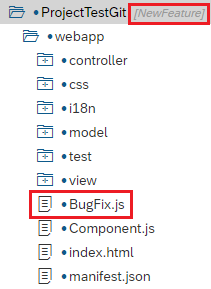 ProjectTestGit [NewFeature]
webapp
controller
css
i18n
model
test
view
BugFix.js
Component.js
index.html
manifest.json